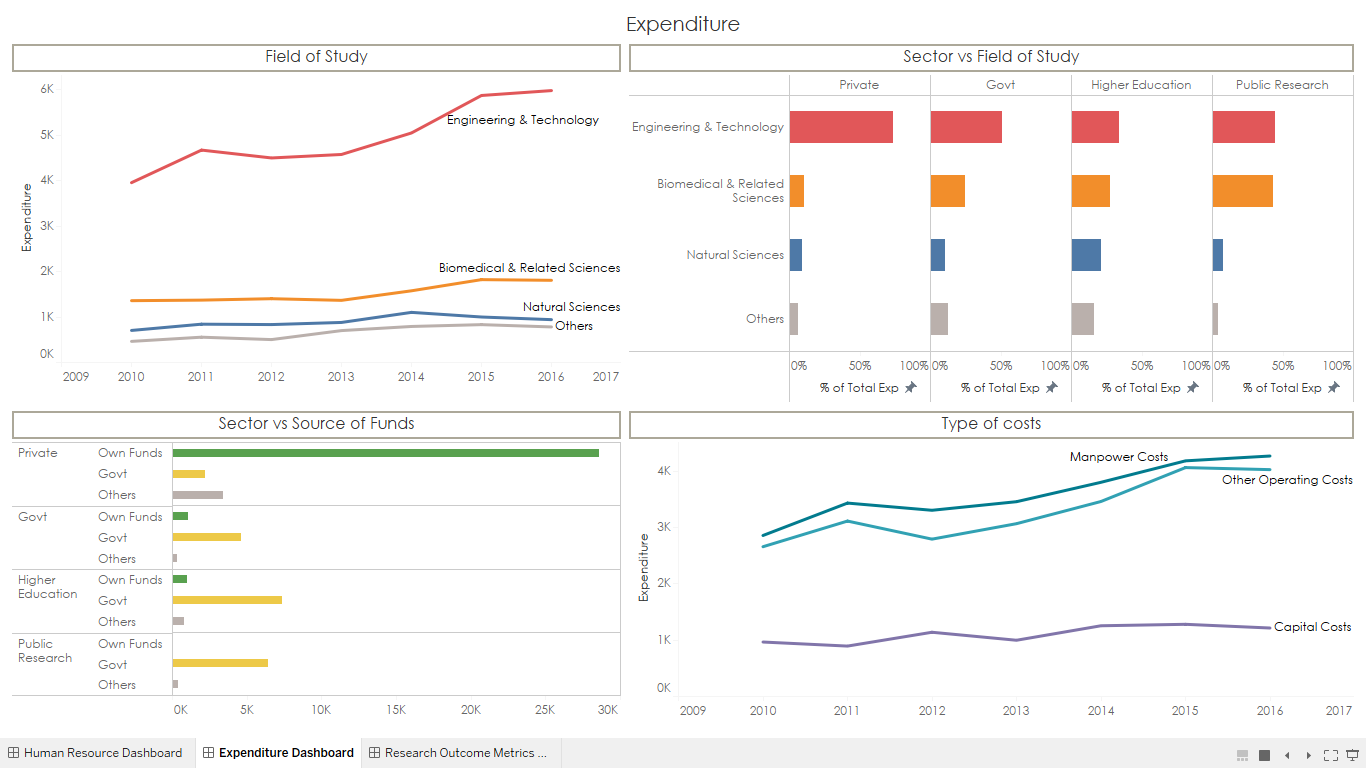 Expenditure
Field of Study
Expenditure
6K
5K
4K
3K
2K
1K
0K
Engineering & Technology
Biomedical & Related Sciences
Natural Sciences
Others
2009 2010 2011 2012 2013 2014 2015 2016 2017
Sector vs Field of Study
Private Govt Higher Education Public Research
Engineering & Technology
Biomedical & Related
Sciences
Natural Sciences
Others
0% 50% 100% 0% 50% 100% 0% 50% 100% 0% 50% 100%
% of Total Exp % of Total Exp % of Total Exp % of Total Exp
Sector vs Source of Funds
Private Own Funds
Govt
Others
Govt Own Funds
Govt
Others
Higher Own Funds
Education
Govt
Others
Public Own Funds
Research
Govt
Others
0K 5K 10K 15K 20K 25K 30K
Type of costs
Expenditure
4K
3K
2K
1K
0K
Manpower Costs
Other Operating Costs
Capital Costs
2009 2010 2011 2012 2013 2014 2015 2016 2017
Human Resource Dashboard Expenditure Dashboard Research Outcome Metrics ...